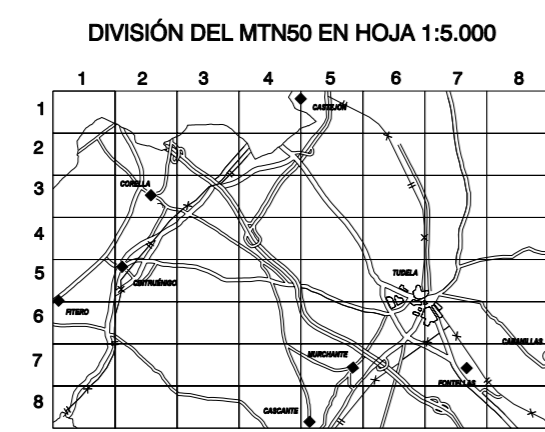 DIVISIÓN DEL MTN50 EN HOJA 1:5.000
1 2 3 4 5 6 7 8
1
CASTEJÓN
2
3
CORELLA
4
5
TUDELA
CINTRUÉNIGO
6
FITERO
CABANILLAS
7
MURCHANTE
FONTELLAS
8
CASCANTE